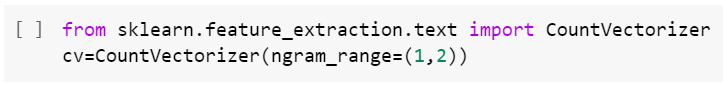 [ ] from sklearn.feature_extraction.text import CountVectorizer
cv=CountVectorizer(ngram_range=(1,2))